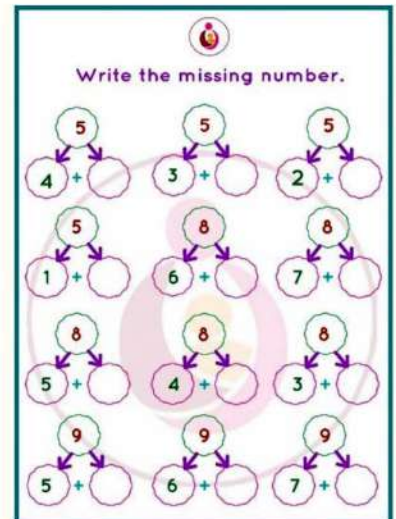 Write the missing number.
5 5 5
4 + 3 + 2 +
5 8 8
1 + 6 + 7 +
8 8 8
5 + 4 + 3 +
9 9 9
5 + 6 + 7 +